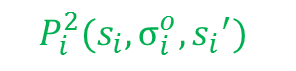 P_i^2(s_i, σ_i^o, s_i′)